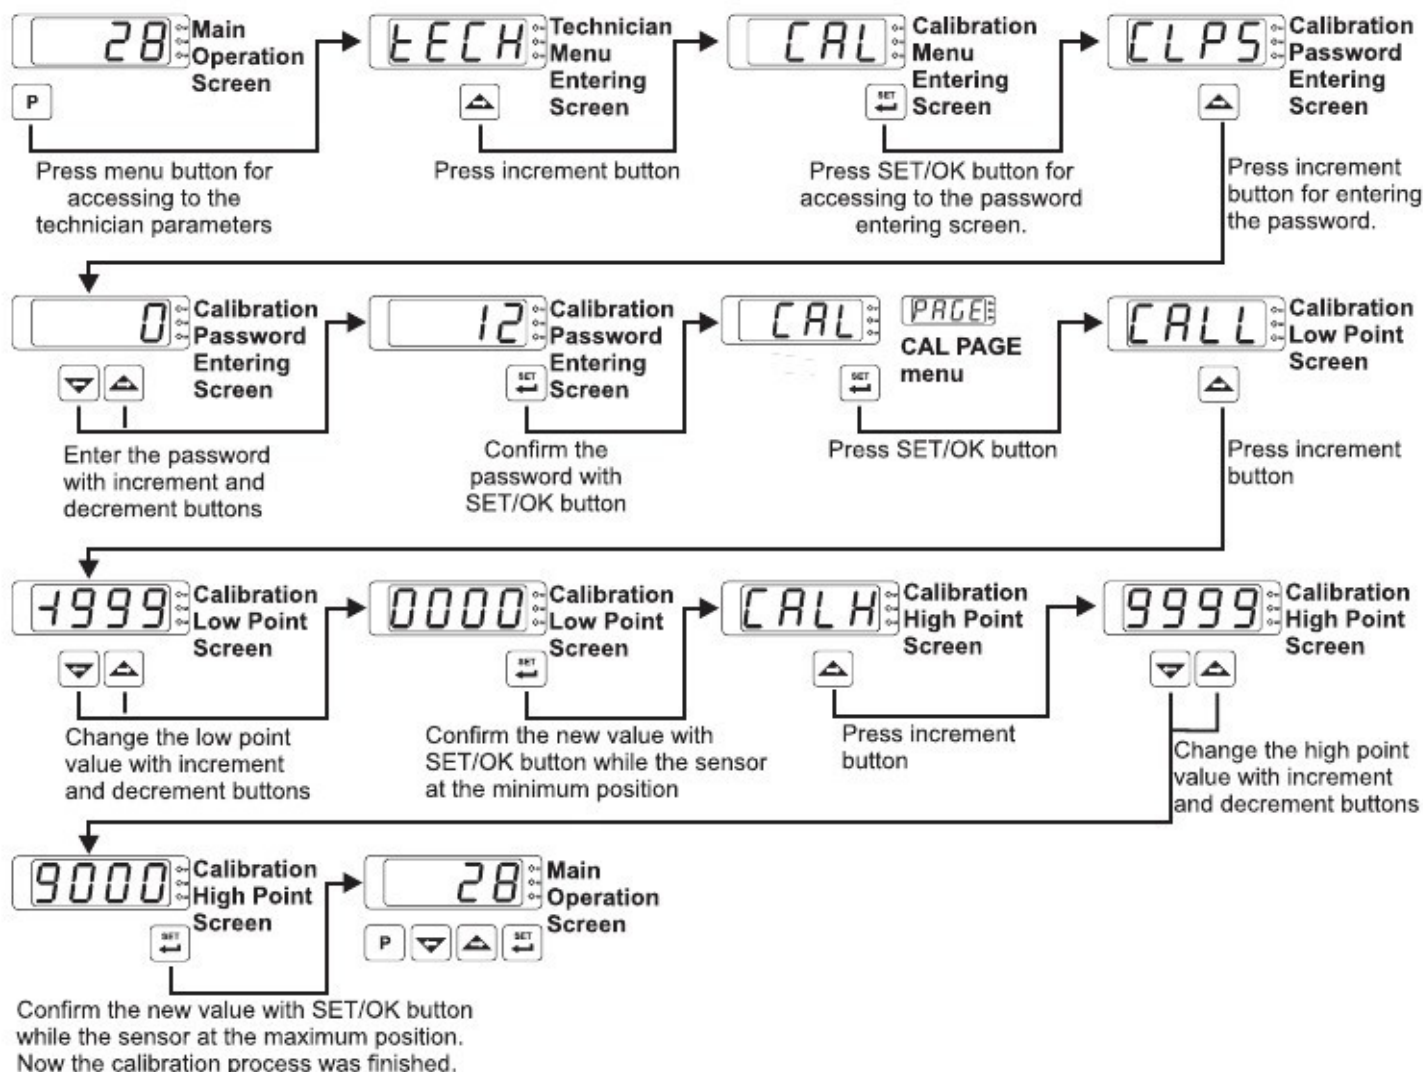 28
Main
Operation
Screen
P
Press menu button for
accessing to the
technician parameters
tECH
Technician
Menu
Entering
Screen
Press increment button
CAL
Calibration
Menu
Entering
Screen
SET
Press SET/OK button for
accessing to the password
entering screen.
CLPS
Calibration
Password
Entering
Screen
Press increment
button for entering
the password.
0
Calibration
Password
Entering
Screen
Enter the password
with increment and
decrement buttons
12
Calibration
Password
Entering
Screen
SET
Confirm the
password with
SET/OK button
CAL
PAGE
CAL PAGE
menu
SET
Press SET/OK button
CALL
Calibration
Low Point
Screen
Press increment
button
-1999
Calibration
Low Point
Screen
Change the low point
value with increment
and decrement buttons
0000
Calibration
Low Point
Screen
SET
Confirm the new value with
SET/OK button while the sensor
at the minimum position
CALH
Calibration
High Point
Screen
Press increment
button
9999
Calibration
High Point
Screen
Change the high point
value with increment
and decrement buttons
9000
Calibration
High Point
Screen
SET
Confirm the new value with SET/OK button
while the sensor at the maximum position.
Now the calibration process was finished.
28
Main
Operation
Screen
P
SET